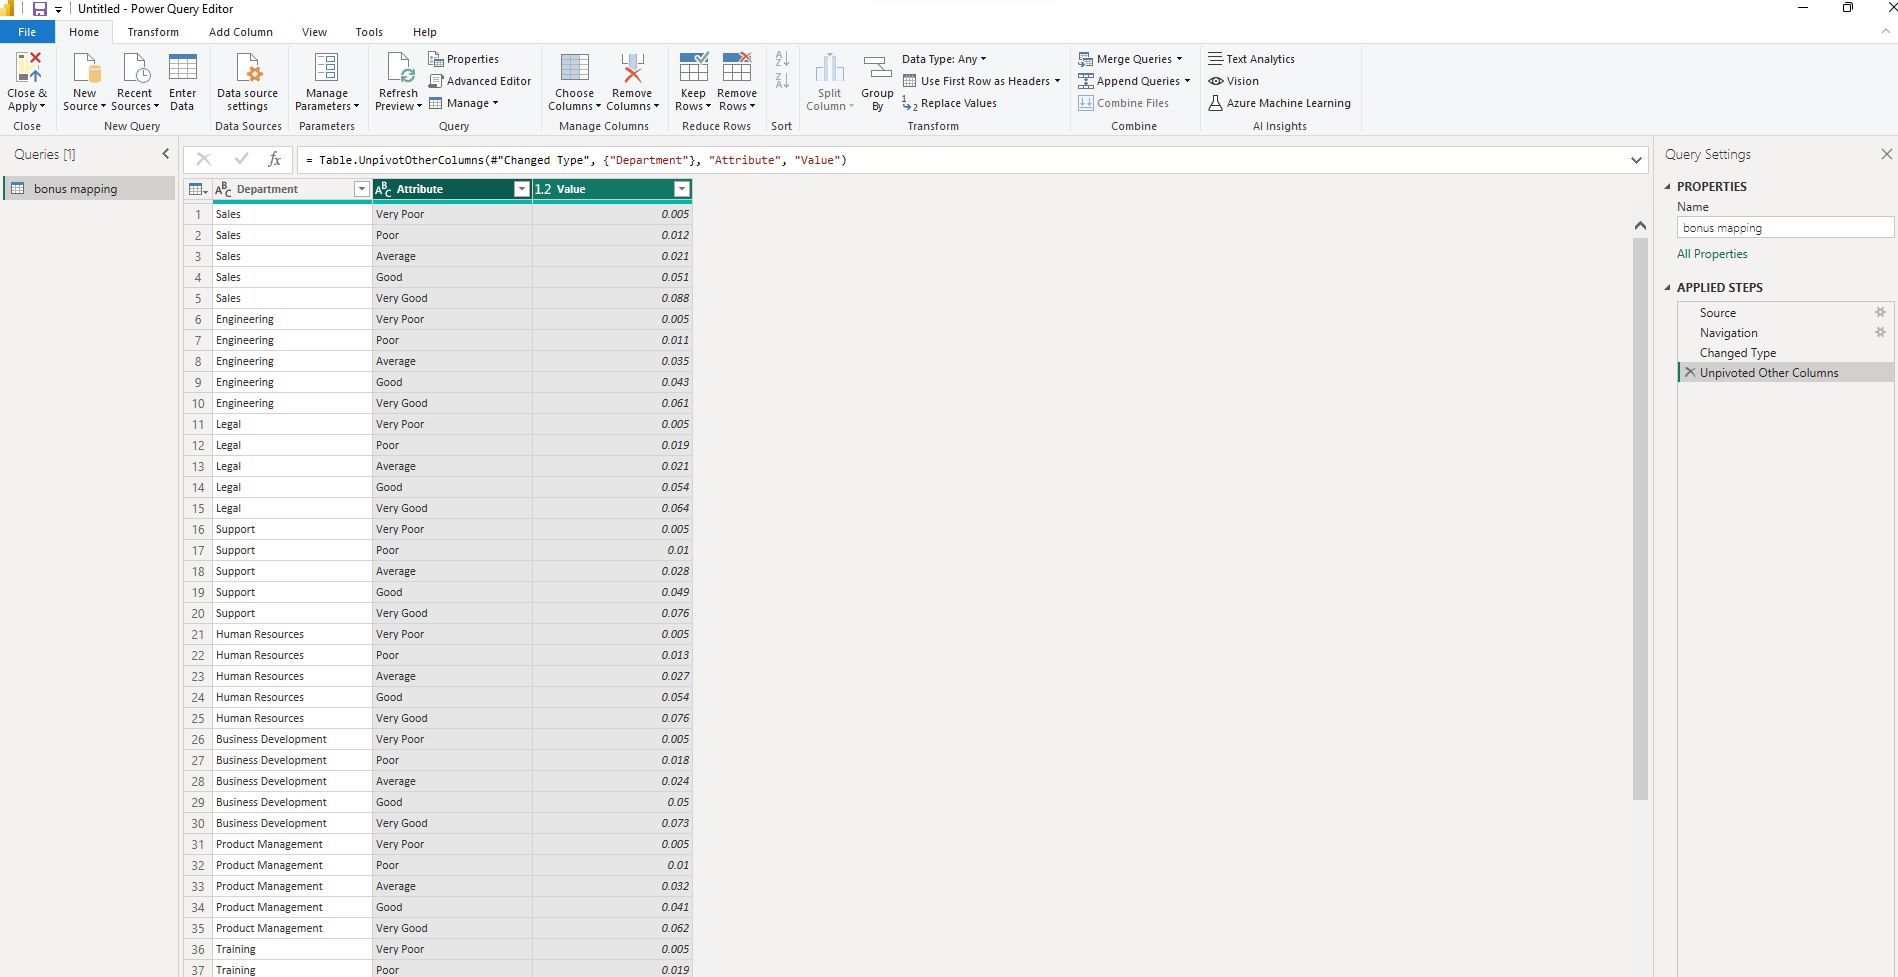 Untitled - Power Query Editor
File Home Transform Add Column View Tools Help
Close & Apply
Close
New Source
Recent Sources
Enter Data
New Query
Data source settings
Data Sources
Manage Parameters
Parameters
Refresh Preview
Properties
Advanced Editor
Manage
Query
Choose Columns
Remove Columns
Manage Columns
Keep Rows
Remove Rows
Reduce Rows
Sort
Split Column
Group By
Data Type: Any
Use First Row as Headers
Replace Values
Transform
Merge Queries
Append Queries
Combine Files
Combine
Text Analytics
Vision
Azure Machine Learning
AI Insights
Queries [1]
bonus mapping
fx
= Table.UnpivotOtherColumns(#"Changed Type", {"Department"}, "Attribute", "Value")
ABC Department ABC Attribute 1.2 Value
1 Sales Very Poor 0.005
2 Sales Poor 0.012
3 Sales Average 0.021
4 Sales Good 0.051
5 Sales Very Good 0.088
6 Engineering Very Poor 0.005
7 Engineering Poor 0.011
8 Engineering Average 0.035
9 Engineering Good 0.043
10 Engineering Very Good 0.061
11 Legal Very Poor 0.005
12 Legal Poor 0.019
13 Legal Average 0.021
14 Legal Good 0.054
15 Legal Very Good 0.064
16 Support Very Poor 0.005
17 Support Poor 0.01
18 Support Average 0.028
19 Support Good 0.049
20 Support Very Good 0.076
21 Human Resources Very Poor 0.005
22 Human Resources Poor 0.013
23 Human Resources Average 0.027
24 Human Resources Good 0.054
25 Human Resources Very Good 0.076
26 Business Development Very Poor 0.005
27 Business Development Poor 0.018
28 Business Development Average 0.024
29 Business Development Good 0.05
30 Business Development Very Good 0.073
31 Product Management Very Poor 0.005
32 Product Management Poor 0.01
33 Product Management Average 0.032
34 Product Management Good 0.041
35 Product Management Very Good 0.062
36 Training Very Poor 0.005
37 Training Poor 0.019
Query Settings
PROPERTIES
Name
bonus mapping
All Properties
APPLIED STEPS
Source
Navigation
Changed Type
Unpivoted Other Columns